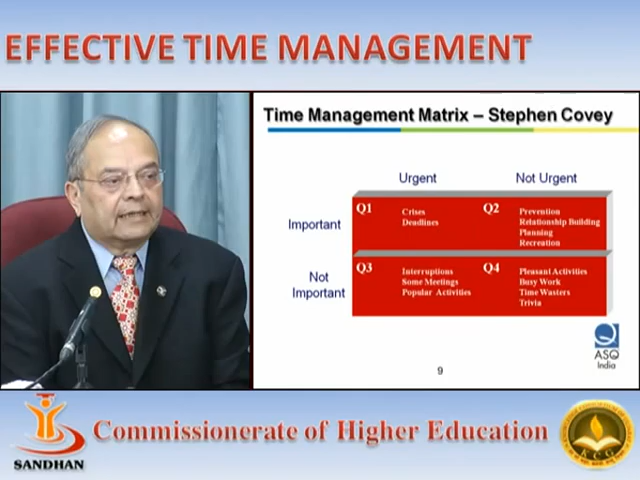 EFFECTIVE TIME MANAGEMENT
Time Management Matrix – Stephen Covey
Urgent
Not Urgent
Important
Q1
Crises
Deadlines
Q2
Prevention
Relationship Building
Planning
Recreation
Not
Important
Q3
Interruptions
Some Meetings
Popular Activities
Q4
Pleasant Activities
Busy Work
Time Wasters
Trivia
ASQ
India
9
SANDHAN
Commissionerate of Higher Education
KCG